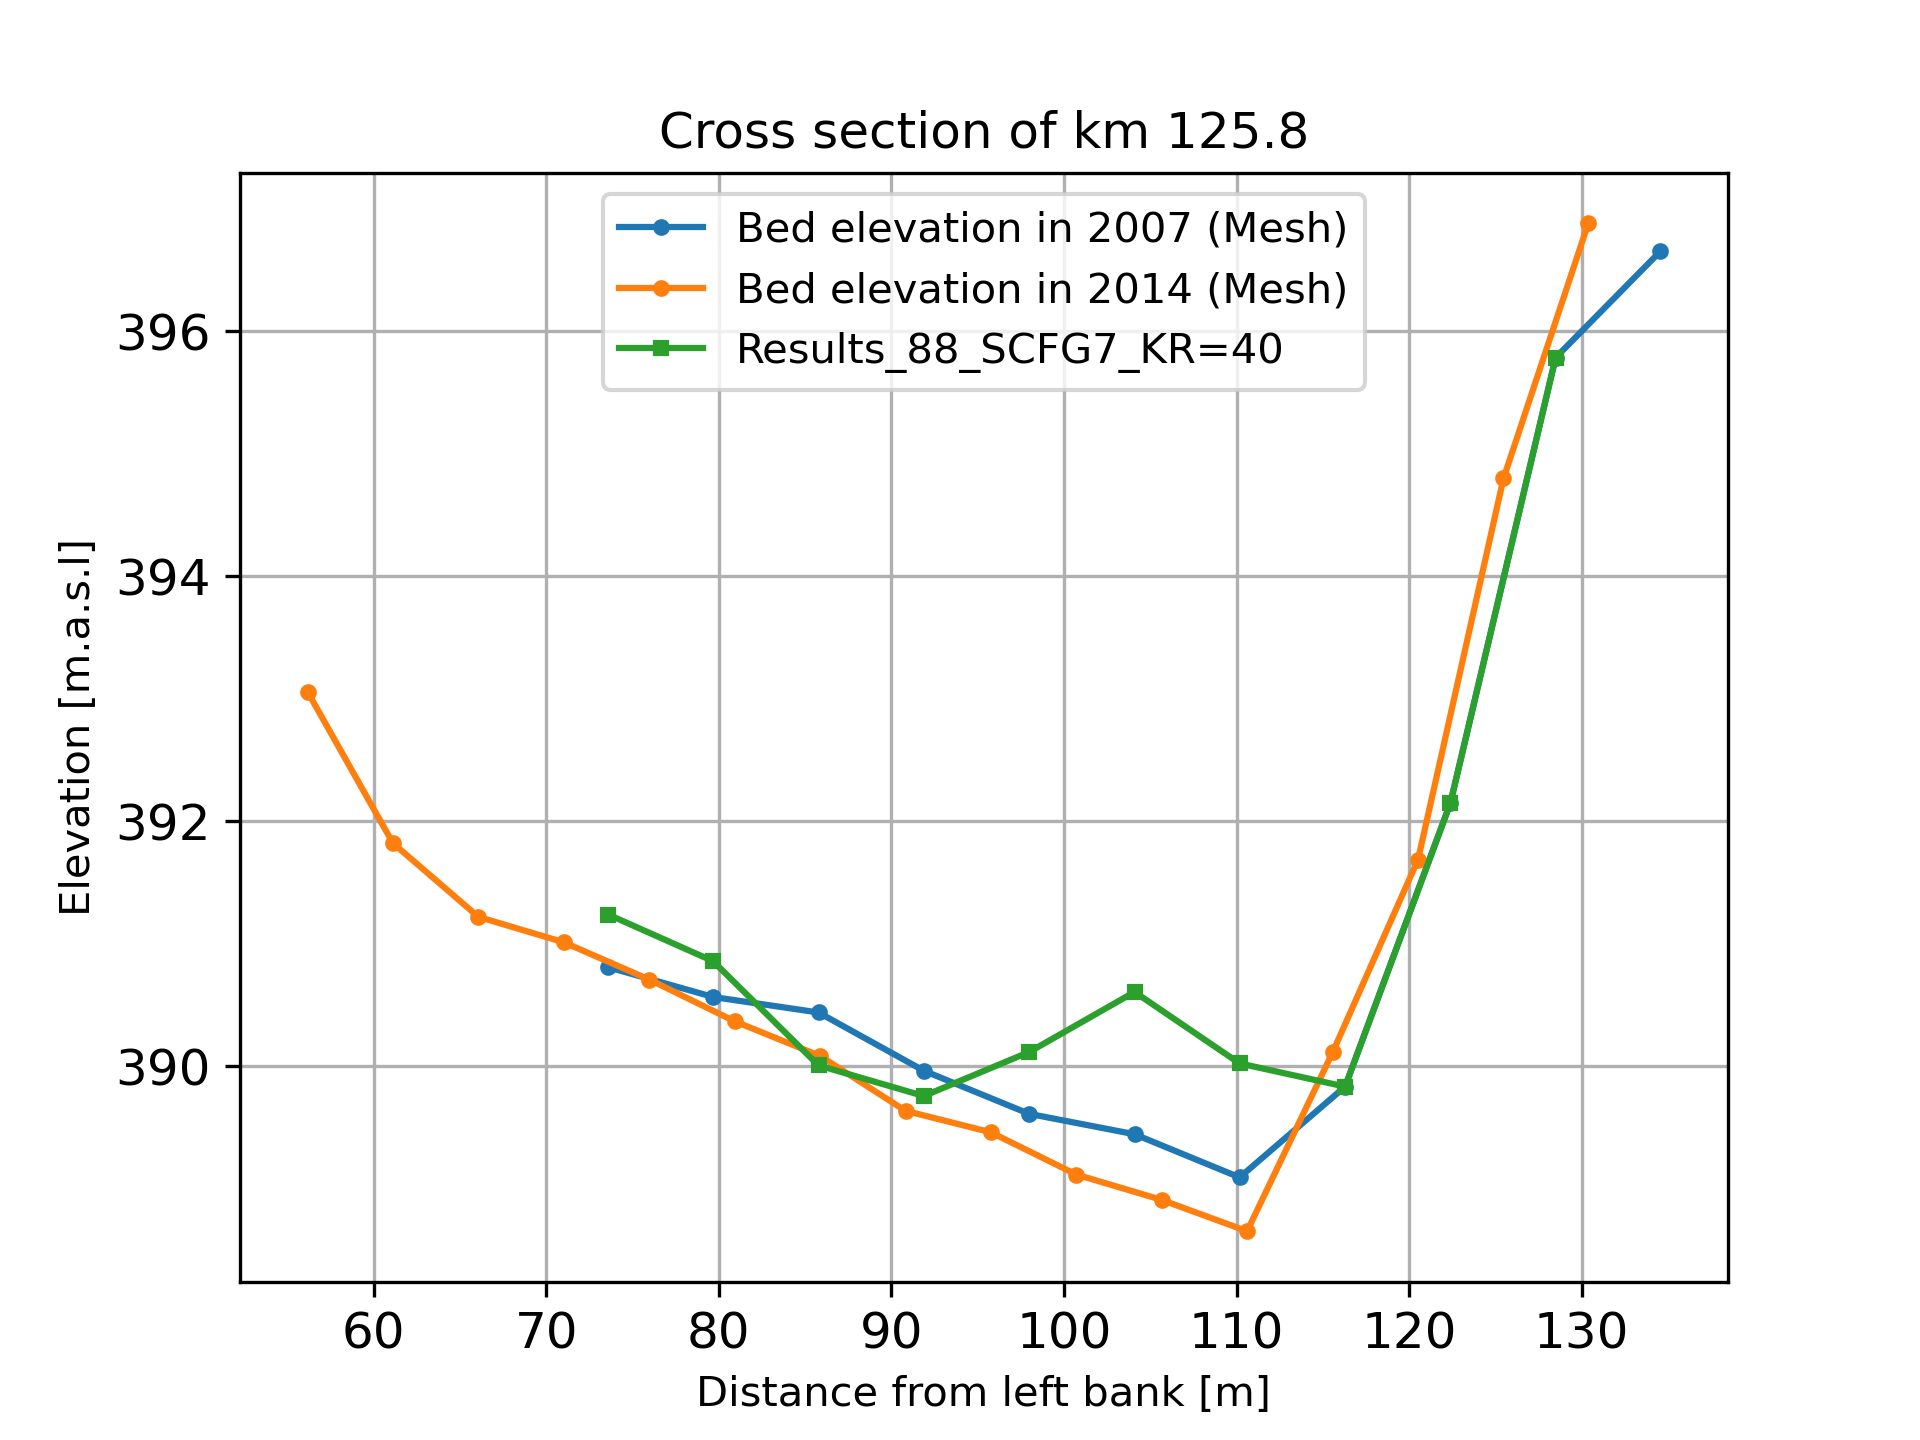 Cross section of km 125.8
Bed elevation in 2007 (Mesh)
Bed elevation in 2014 (Mesh)
Results_88_SCFG7_KR=40
396
394
392
390
Elevation [m.a.s.l]
60 70 80 90 100 110 120 130
Distance from left bank [m]